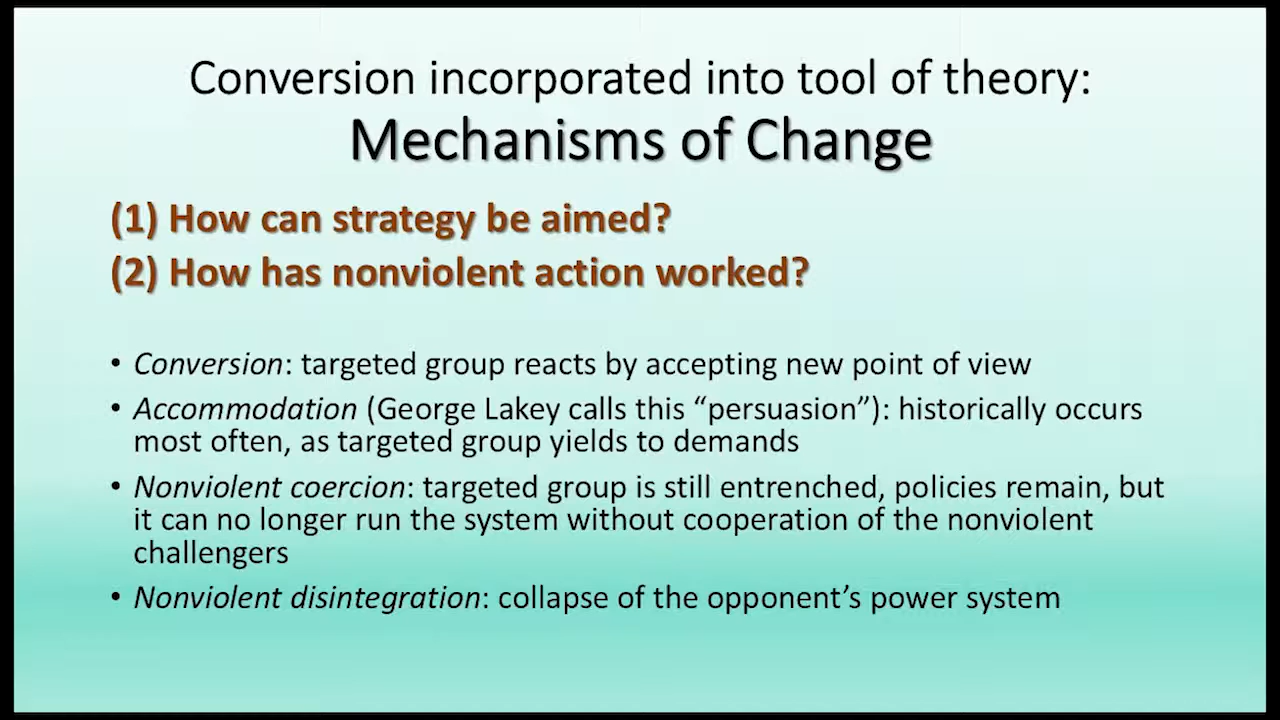 Conversion incorporated into tool of theory:
Mechanisms of Change
(1) How can strategy be aimed?
(2) How has nonviolent action worked?
• Conversion: targeted group reacts by accepting new point of view
• Accommodation (George Lakey calls this “persuasion”): historically occurs
most often, as targeted group yields to demands
• Nonviolent coercion: targeted group is still entrenched, policies remain, but
it can no longer run the system without cooperation of the nonviolent
challengers
• Nonviolent disintegration: collapse of the opponent’s power system